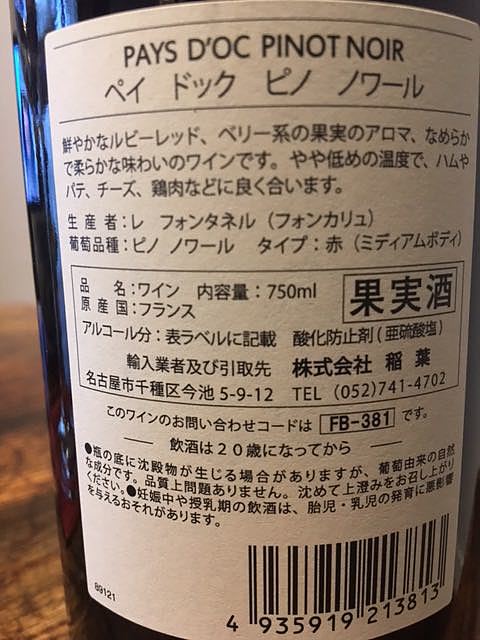 PAYS D'OC PINOT NOIR
ペイ ドック ピノ ノワール
鮮やかなルビーレッド、ベリー系の果実のアロマ、なめらか
で柔らかな味わいのワインです。やや低めの温度で、ハムや
パテ、チーズ、鶏肉などに良く合います。
生産者:レ フォンタネル(フォンカリュ)
葡萄品種:ピノ ノワール タイプ:赤(ミディアムボディ)
品 名:ワイン 内容量:750ml
原産国:フランス
果実酒
アルコール分:表ラベルに記載 酸化防止剤(亜硫酸塩)
輸入業者及び引取先 株式会社 稲葉
名古屋市千種区今池5-9-12 TEL (052)741-4702
このワインのお問い合わせコードは FB-381 です。
飲酒は20歳になってから
●瓶の底に沈殿物が生じる場合がありますが、葡萄由来の自然
な成分です。品質上問題ありません。沈めて上澄みをお召し上がり
ください。●妊娠中や授乳期の飲酒は、胎児・乳児の発育に悪影響
を与えるおそれがあります。
89121
4 935919 213813